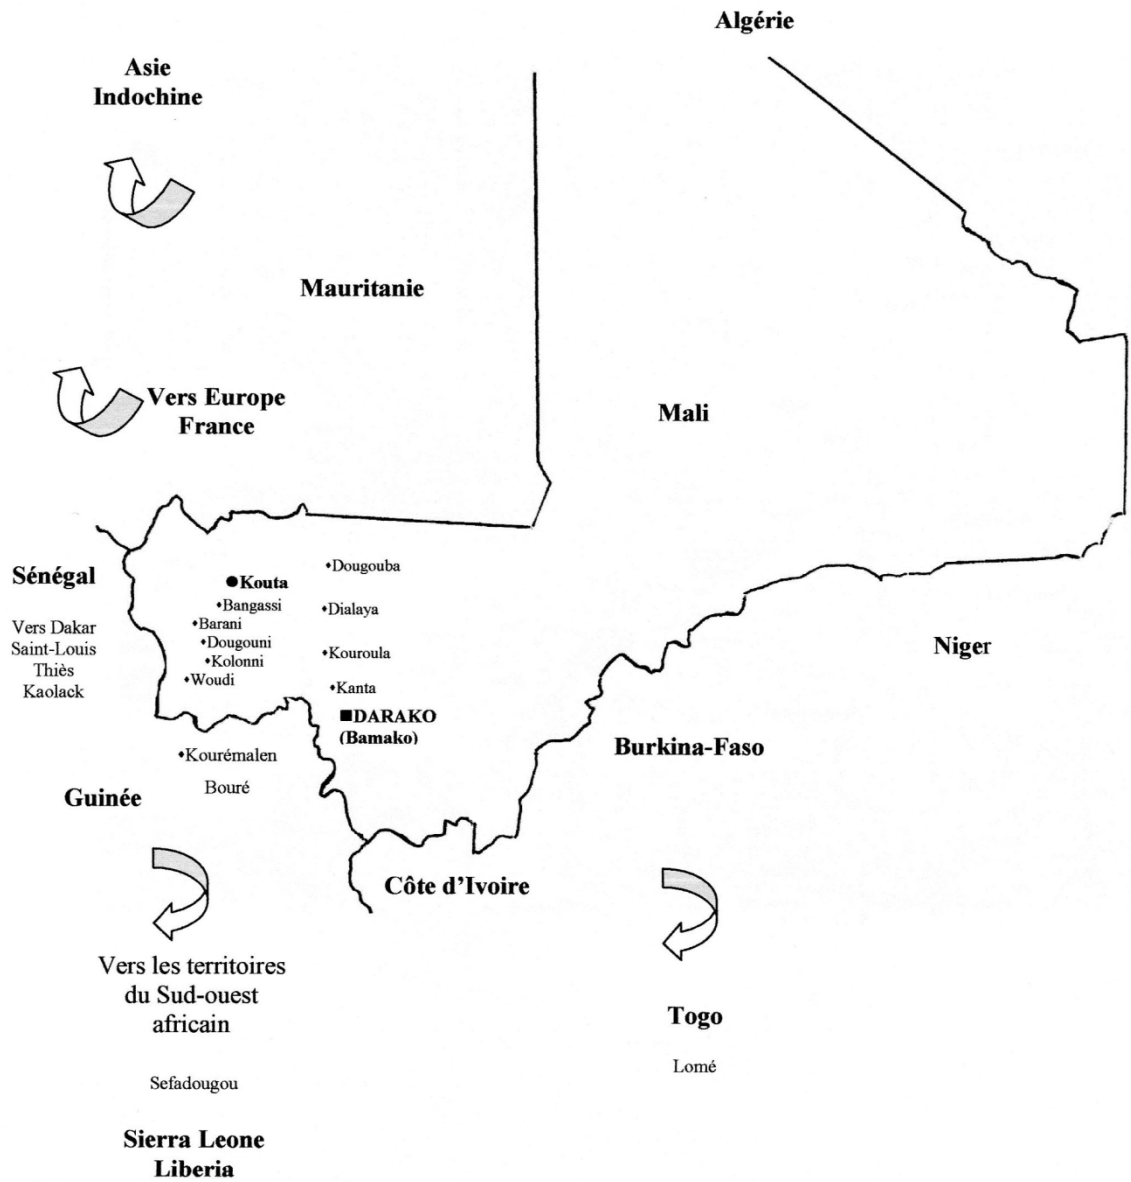 Algérie
Asie
Indochine
Mauritanie
Vers Europe
France
Mali
Sénégal
Vers Dakar
Saint-Louis
Thiès
Kaolack
Dougouba
Kouta
Bangassi
Dialaya
Barani
Dougouni
Kolonni
Woudi
Kouroula
Kanta
DARAKO
(Bamako)
Niger
Burkina-Faso
Kourémalen
Bouré
Guinée
Côte d'Ivoire
Vers les territoires
du Sud-ouest
africain
Togo
Lomé
Sefadougou
Sierra Leone
Liberia